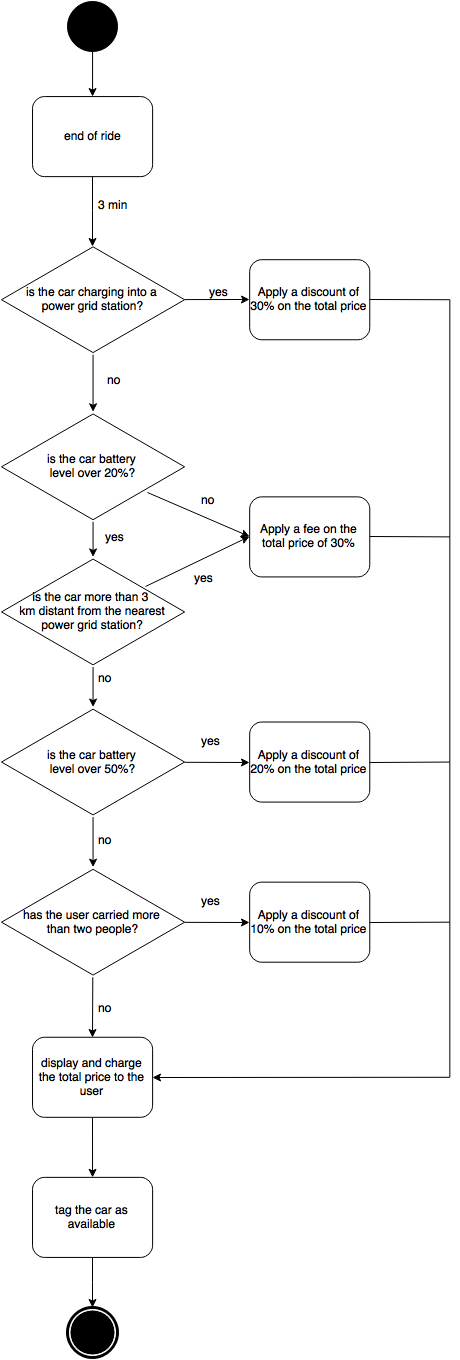 end of ride
3 min
is the car charging into a
power grid station?
yes
Apply a discount of
30% on the total price
no
is the car battery
level over 20%?
no
yes
Apply a fee on the
total price of 30%
is the car more than 3
km distant from the nearest
power grid station?
yes
no
is the car battery
level over 50%?
yes
Apply a discount of
20% on the total price
no
has the user carried more
than two people?
yes
Apply a discount of
10% on the total price
no
display and charge
the total price to the
user
tag the car as
available